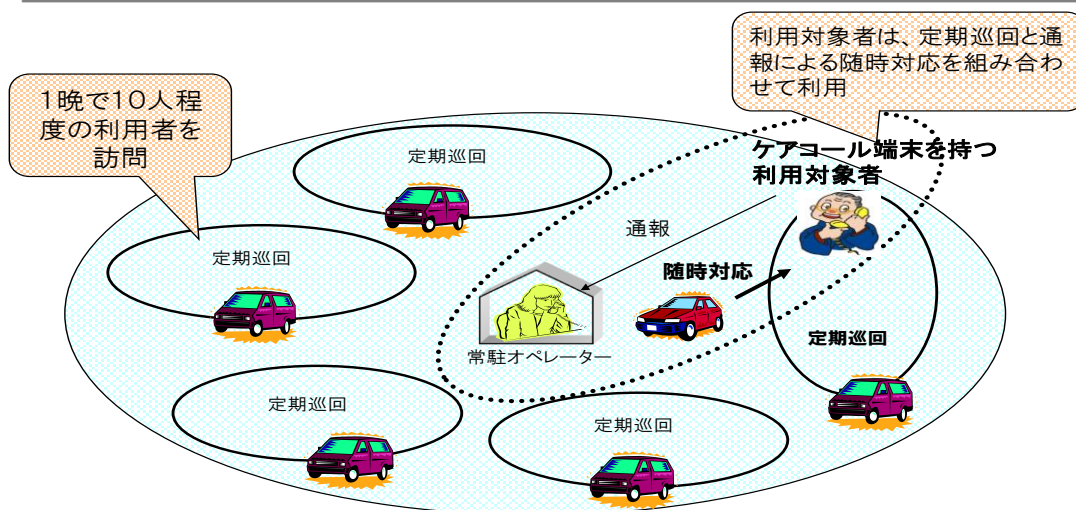 利用対象者は、定期巡回と通
報による随時対応を組み合わ
せて利用
1晩で10人程
度の利用者を
訪問
定期巡回
ケアコール端末を持つ
利用対象者
通報
定期巡回
随時対応
常駐オペレーター
定期巡回
定期巡回
定期巡回